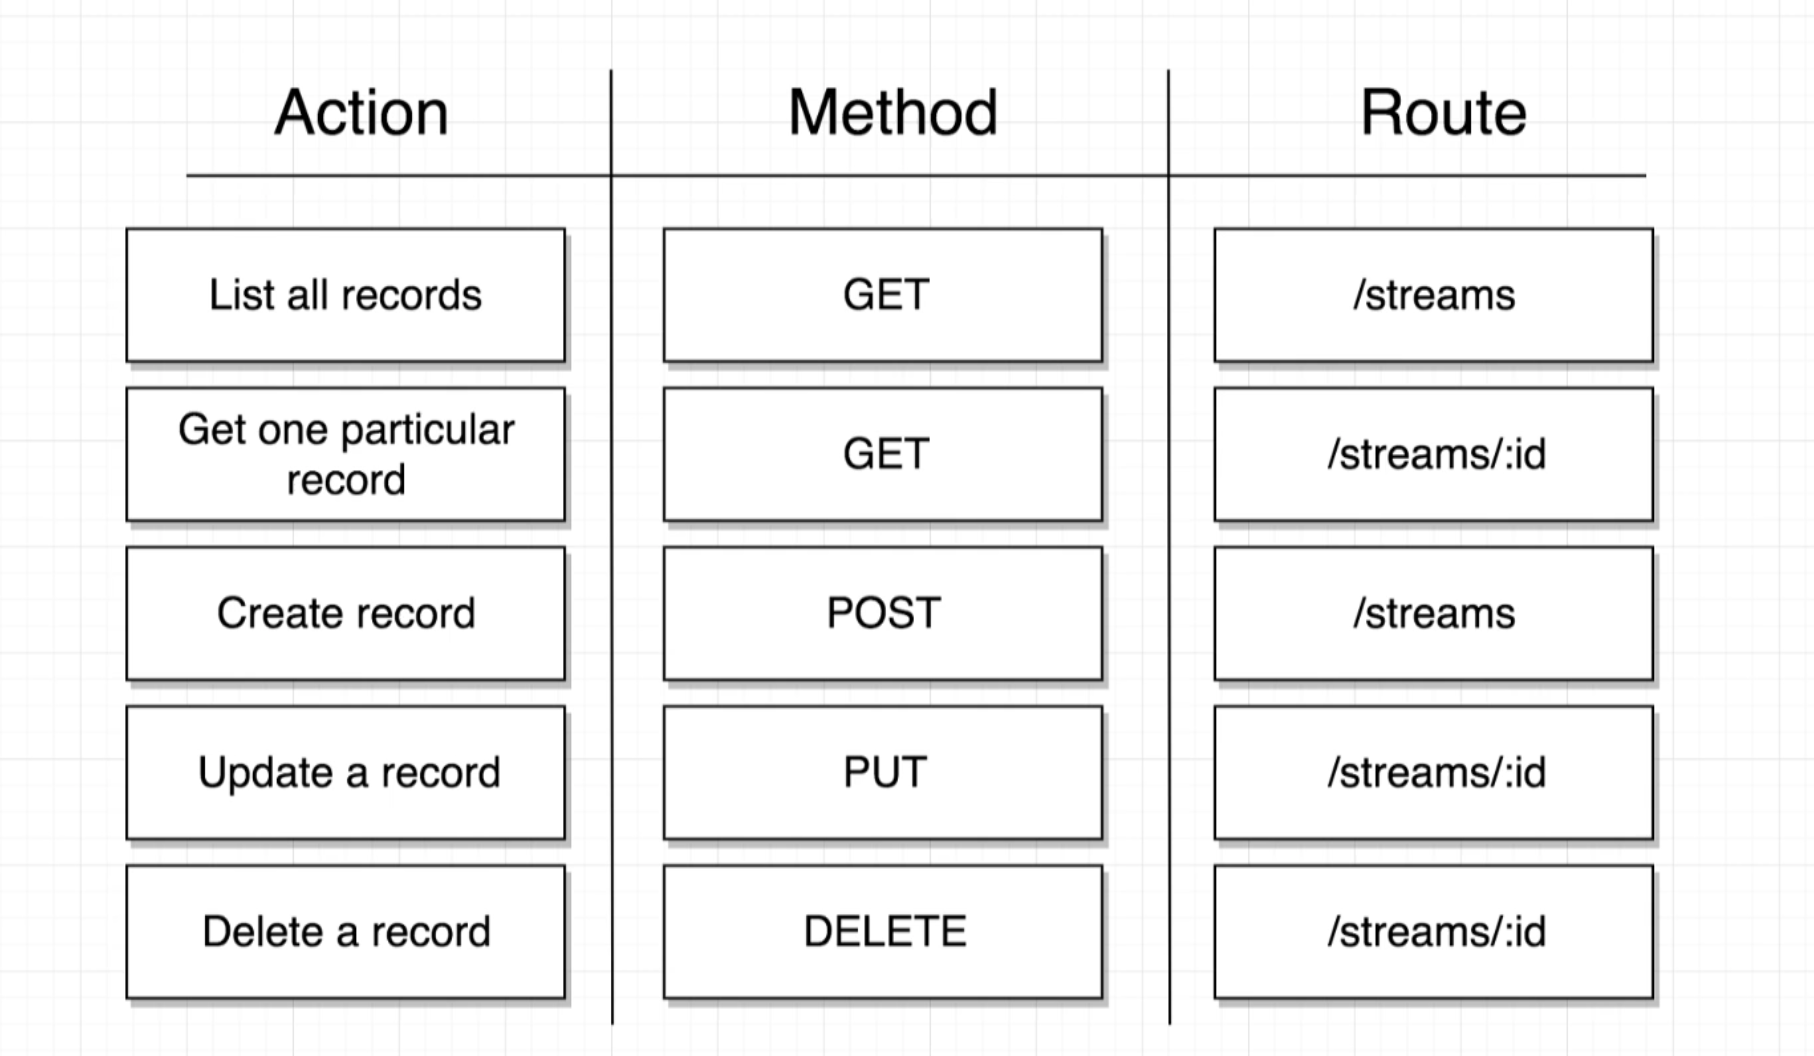 Action
Method
Route
List all records
GET
/streams
Get one particular
record
GET
/streams/:id
Create record
POST
/streams
Update a record
PUT
/streams/:id
Delete a record
DELETE
/streams/:id